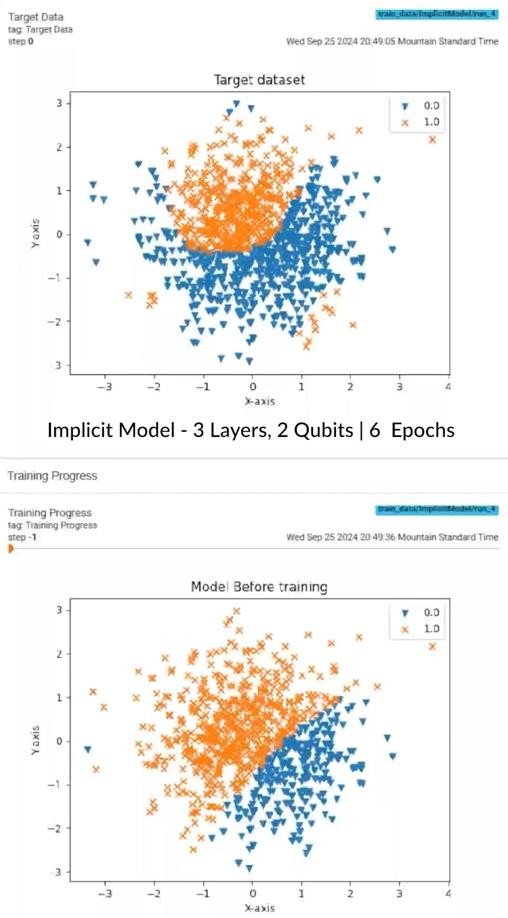 Target Data
train_data/ImplicitModel/run_4
tag: Target Data
step 0
Wed Sep 25 2024 20:49:05 Mountain Standard Time
Target dataset
0.0
1.0
3
2
1
0
−1
−2
3
Y axis
−3 −2 −1 0 1 2 3 4
X-axis
Implicit Model - 3 Layers, 2 Qubits | 6 Epochs
Training Progress
Training Progress
train_data/ImplicitModel/run_4
tag: Training Progress
step -1
Wed Sep 25 2024 20:49:36 Mountain Standard Time
Model Before training
0.0
1.0
3
2
1
0
−1
−2
3
Y axis
−3 −2 −1 0 1 2 3 4
X-axis